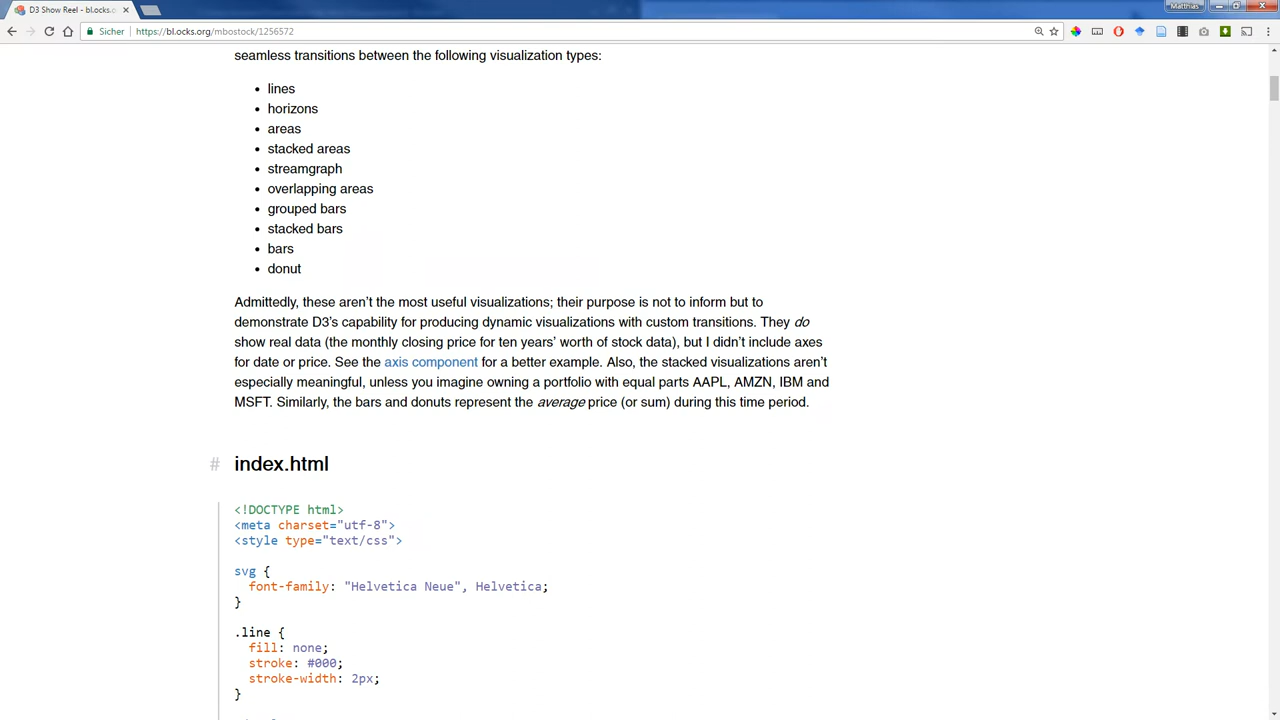 D3 Show Reel - bl.ocks.o
Matthias
Sicher
https://bl.ocks.org/mbostock/1256572
seamless transitions between the following visualization types:
• lines
• horizons
• areas
• stacked areas
• streamgraph
• overlapping areas
• grouped bars
• stacked bars
• bars
• donut
Admittedly, these aren't the most useful visualizations; their purpose is not to inform but to
demonstrate D3's capability for producing dynamic visualizations with custom transitions. They do
show real data (the monthly closing price for ten years' worth of stock data), but I didn't include axes
for date or price. See the axis component for a better example. Also, the stacked visualizations aren't
especially meaningful, unless you imagine owning a portfolio with equal parts AAPL, AMZN, IBM and
MSFT. Similarly, the bars and donuts represent the average price (or sum) during this time period.
# index.html
<!DOCTYPE html>
<meta charset="utf-8">
<style type="text/css">
svg {
  font-family: "Helvetica Neue", Helvetica;
}
.line {
  fill: none;
  stroke: #000;
  stroke-width: 2px;
}